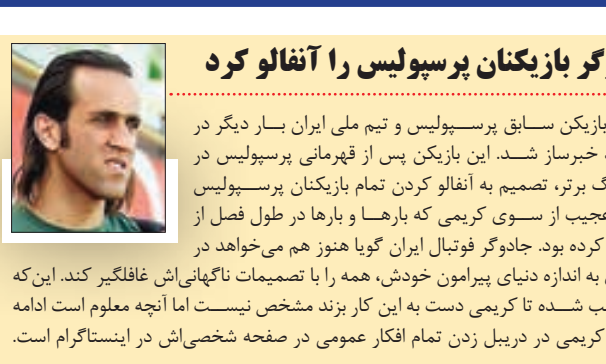 بازیکنان پرسپولیس را آنفالو کرد
بازیکن سابق پرسپولیس و تیم ملی ایران بار دیگر در
خبرساز شد. این بازیکن پس از قهرمانی پرسپولیس در
برتر، تصمیم به آنفالو کردن تمام بازیکنان پرسپولیس
عجیب از سوی کریمی که بارها و بارها در طول فصل از
کرده بود. جادوگر فوتبال ایران گویا هنوز هم می‌خواهد در
به اندازه دنیای پیرامون خودش، همه را با تصمیمات ناگهانی‌اش غافلگیر کند. این‌که
شده تا کریمی دست به این کار بزند مشخص نیست اما آنچه معلوم است ادامه
کریمی در دریبل زدن تمام افکار عمومی در صفحه شخصی‌اش در اینستاگرام است.